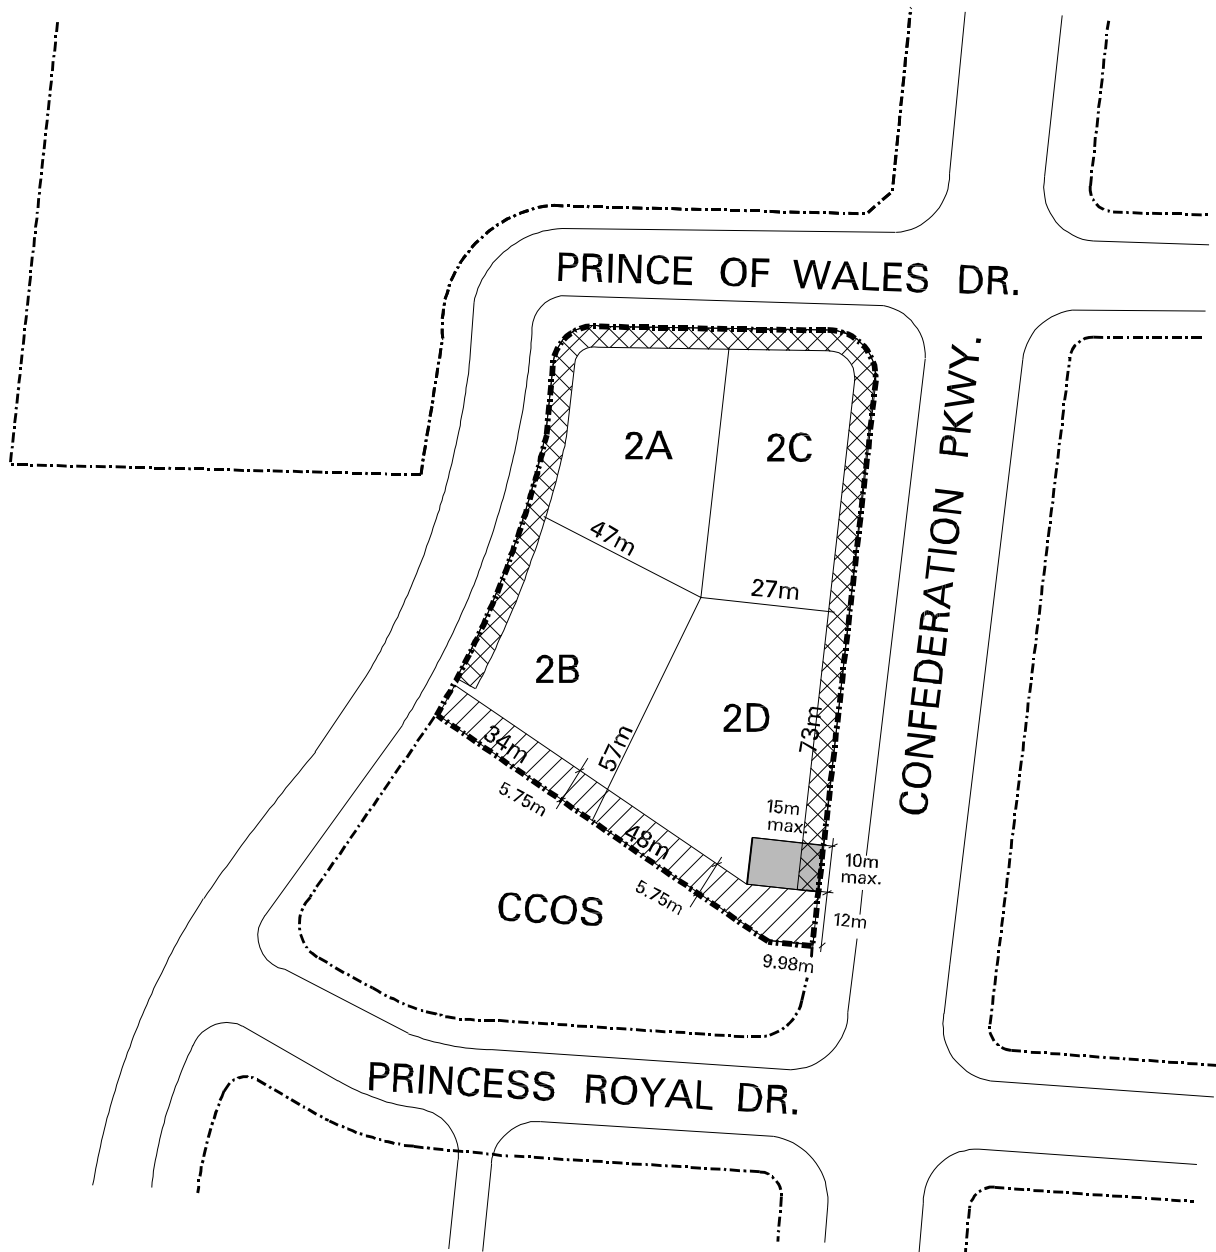 PRINCE OF WALES DR.
CONFEDERATION PKWY.
2A
2C
47m
27m
2B
2D
73m
34m
57m
5.75m
15m
max.
48m
10m
max.
5.75m
CCOS
12m
9.98m
PRINCESS ROYAL DR.